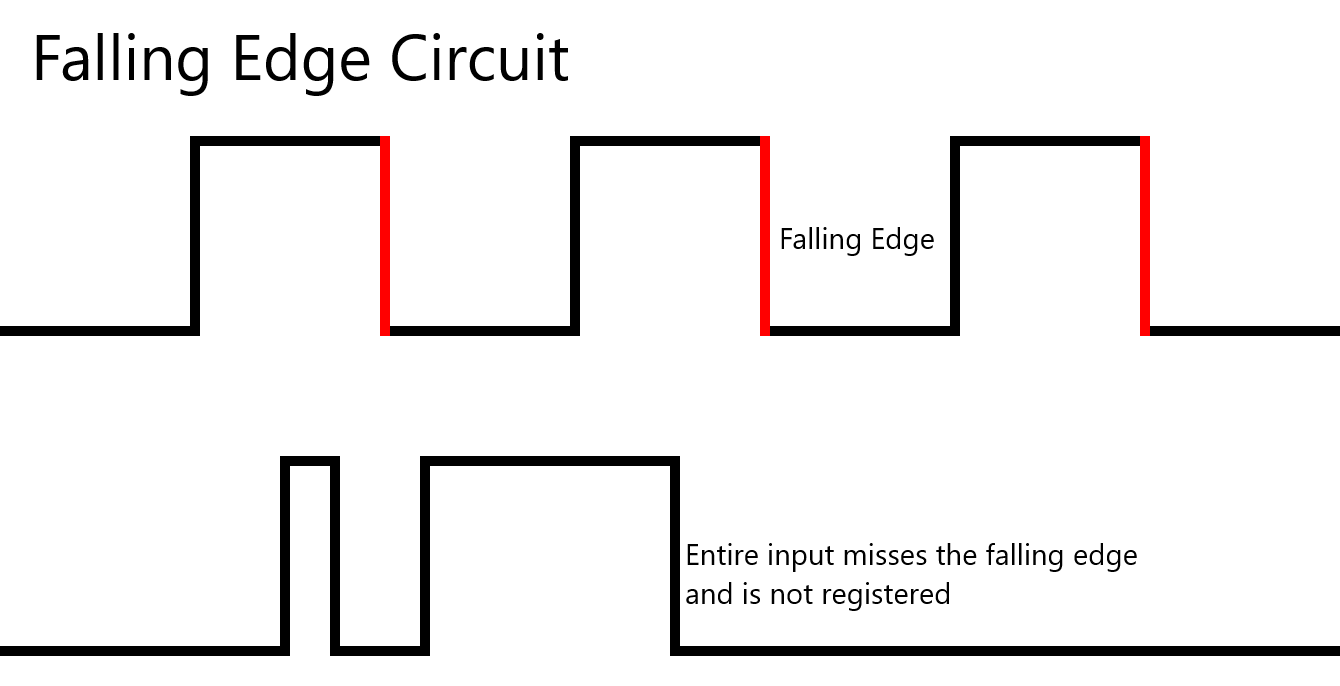 Falling Edge Circuit
Falling Edge
Entire input misses the falling edge
and is not registered